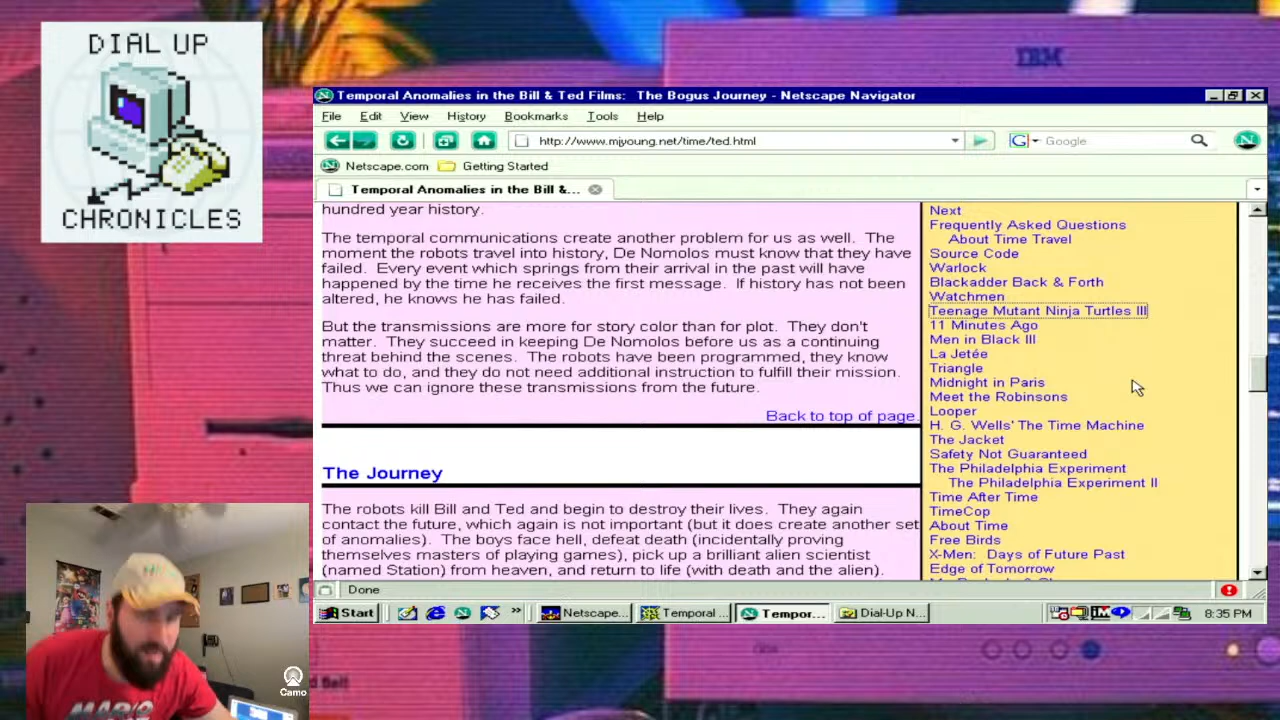 DIAL UP
CHRONICLES
IBM
Temporal Anomalies in the Bill & Ted Films:  The Bogus Journey - Netscape Navigator
File Edit View History Bookmarks Tools Help
http://www.mjyoung.net/time/ted.html
Google
Netscape.com Getting Started
Temporal Anomalies in the Bill &...
hundred year history.
The temporal communications create another problem for us as well.  The
moment the robots travel into history, De Nomolos must know that they have
failed.  Every event which springs from their arrival in the past will have
happened by the time he receives the first message.  If history has not been
altered, he knows he has failed.
But the transmissions are more for story color than for plot.  They don't
matter.  They succeed in keeping De Nomolos before us as a continuing
threat behind the scenes.  The robots have been programmed, they know
what to do, and they do not need additional instruction to fulfill their mission.
Thus we can ignore these transmissions from the future.
Back to top of page.
The Journey
The robots kill Bill and Ted and begin to destroy their lives.  They again
contact the future, which again is not important (but it does create another set
of anomalies).  The boys face hell, defeat death (incidentally proving
themselves masters of playing games), pick up a brilliant alien scientist
(named Station) from heaven, and return to life (with death and the alien).
Next
Frequently Asked Questions
About Time Travel
Source Code
Warlock
Blackadder Back & Forth
Watchmen
Teenage Mutant Ninja Turtles III
11 Minutes Ago
Men in Black III
La Jetée
Triangle
Midnight in Paris
Meet the Robinsons
Looper
H. G. Wells' The Time Machine
The Jacket
Safety Not Guaranteed
The Philadelphia Experiment
The Philadelphia Experiment II
Time After Time
TimeCop
About Time
Free Birds
X-Men:  Days of Future Past
Edge of Tomorrow
Done
Start Netscape... Temporal ... Tempor... Dial-Up N... 8:35 PM
Camo
MARIO
Bell